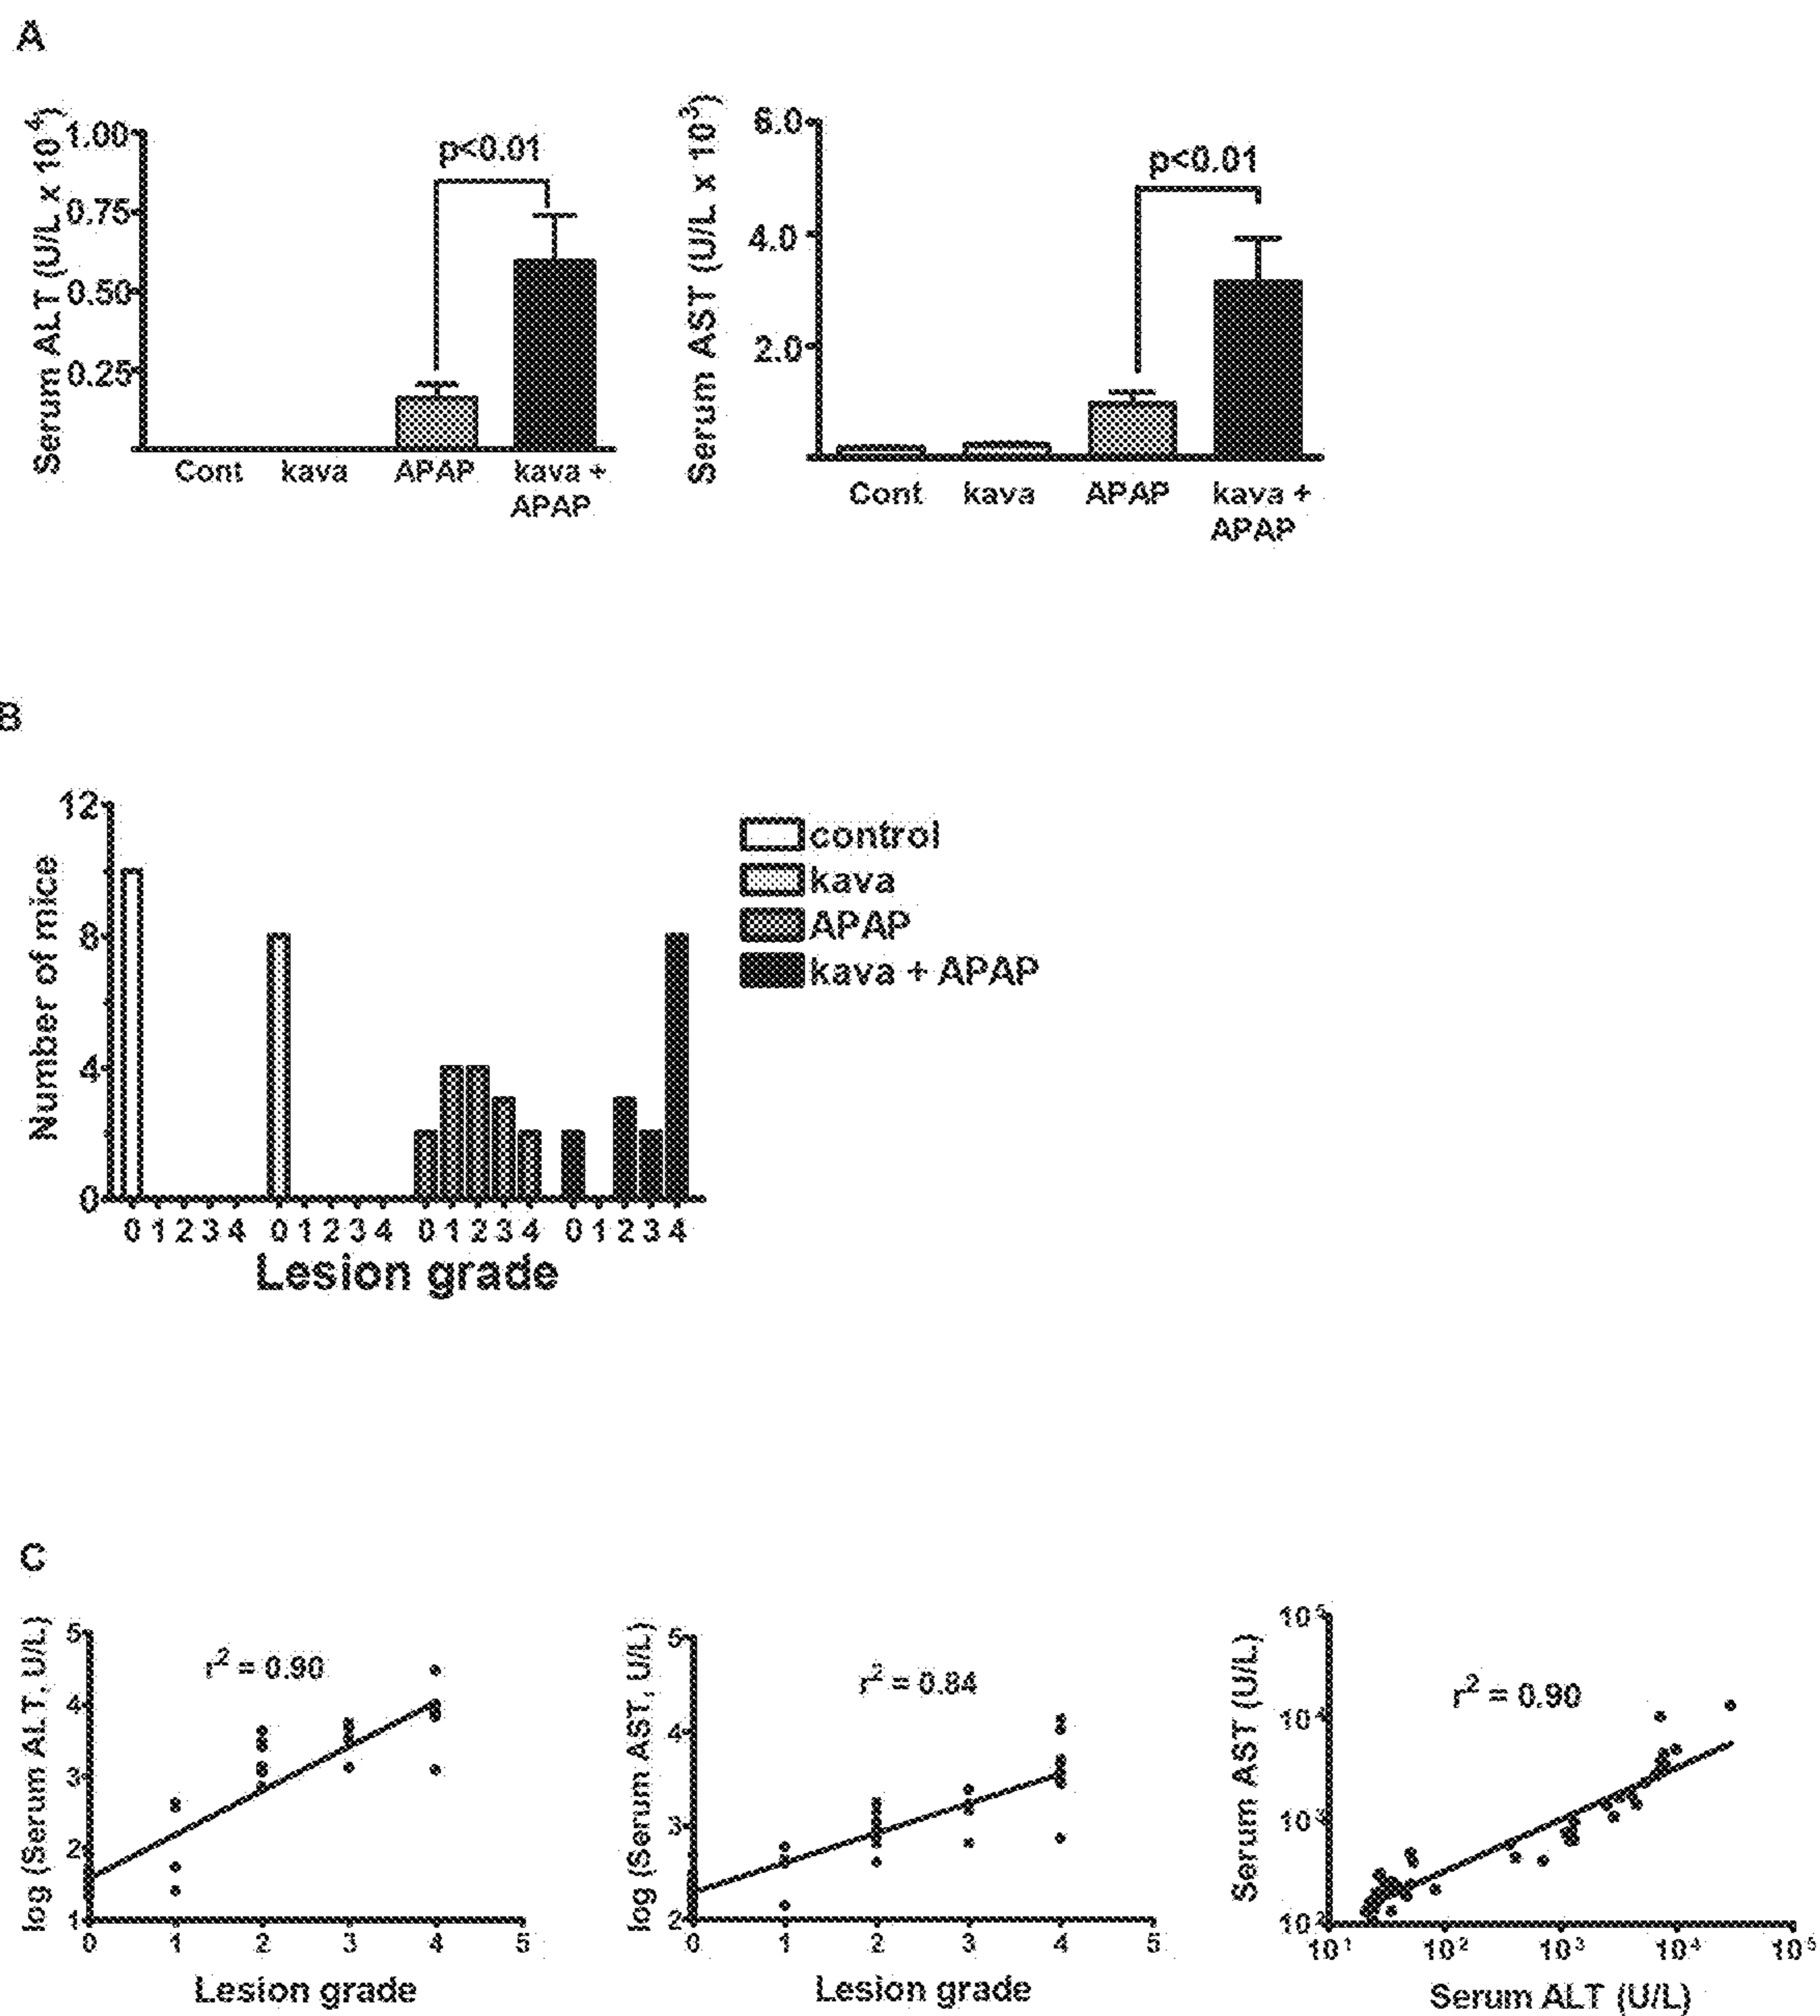 A
Serum ALT (U/L x 10⁴)
1.00
0.75
0.50
0.25
p<0.01
Cont kava APAP kava +
APAP
Serum AST (U/L x 10³)
6.0
4.0
2.0
p<0.01
Cont kava APAP kava +
APAP
B
Number of mice
12
8
4
0
0 1 2 3 4 0 1 2 3 4 0 1 2 3 4 0 1 2 3 4
Lesion grade
control
kava
APAP
kava + APAP
C
log (Serum ALT, U/L)
5
4
3
2
1
r² = 0.90
0 1 2 3 4 5
Lesion grade
log (Serum AST, U/L)
5
4
3
2
r² = 0.84
0 1 2 3 4 5
Lesion grade
Serum AST (U/L)
10⁵
10⁴
10³
10²
r² = 0.90
10¹ 10² 10³ 10⁴ 10⁵
Serum ALT (U/L)